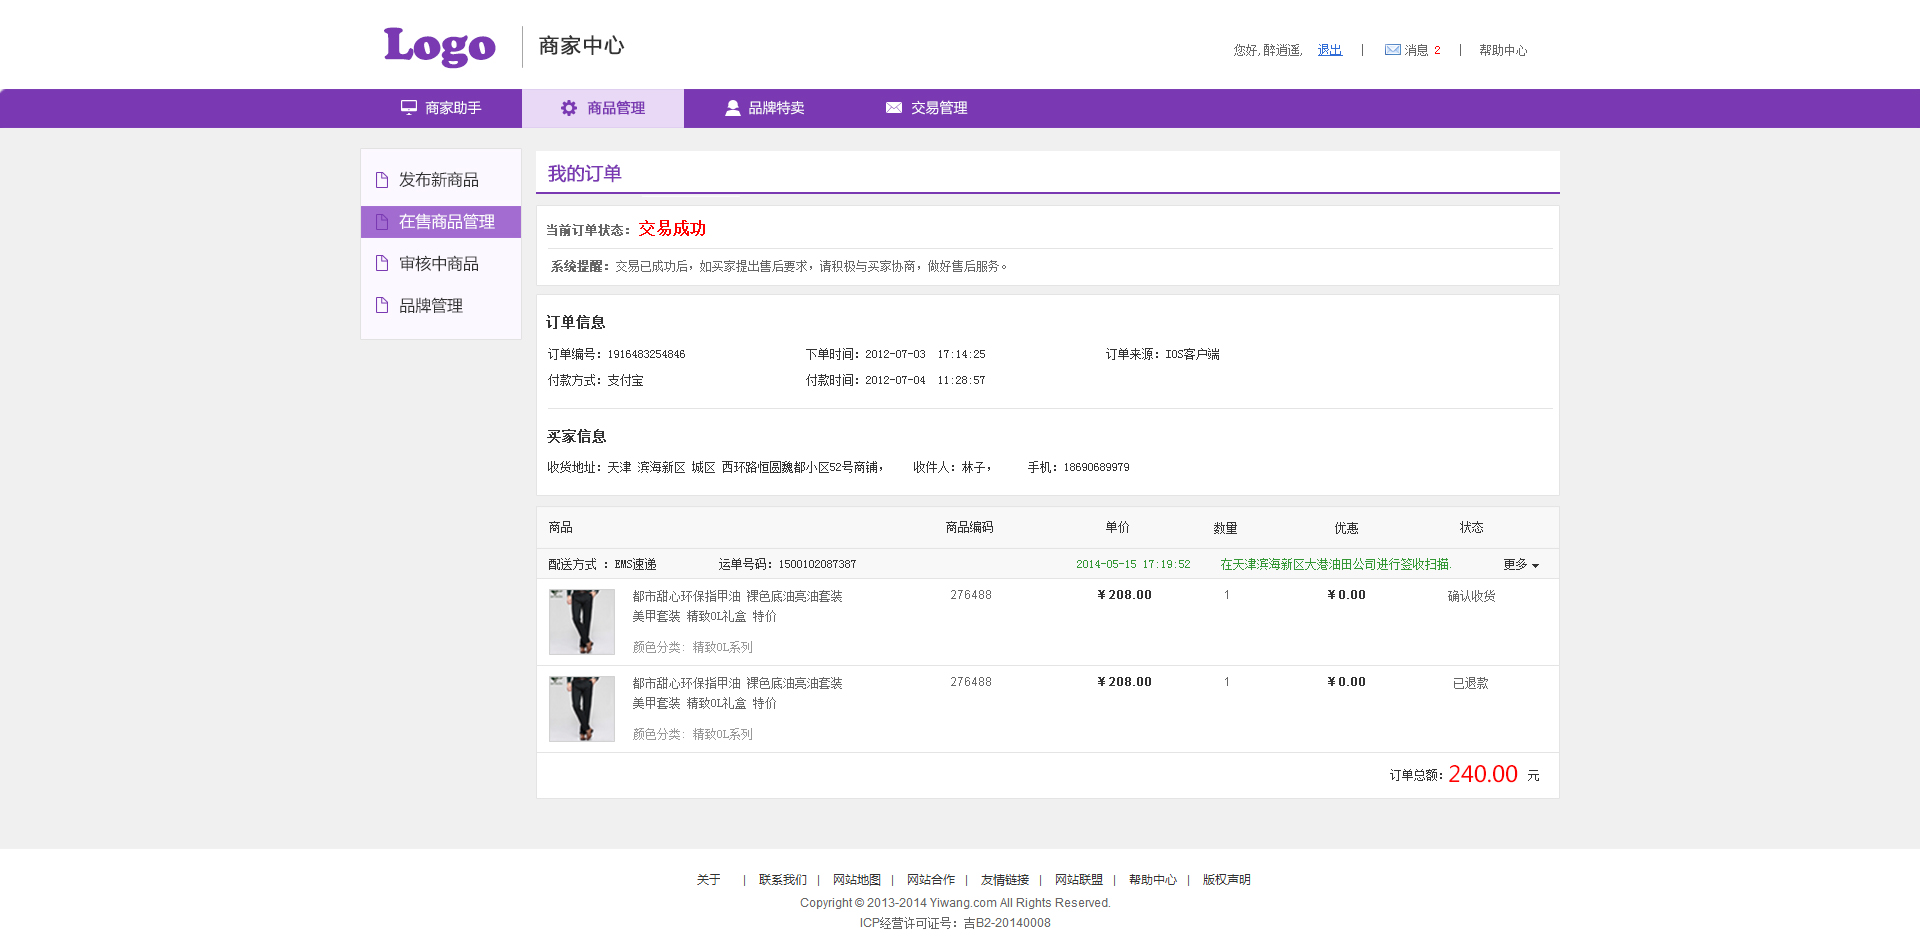 Logo 商家中心 您好, 醉逍遥, 退出 | 消息 2 | 帮助中心
商家助手 商品管理 品牌特卖 交易管理
发布新商品
在售商品管理
审核中商品
品牌管理
我的订单
当前订单状态：交易成功
系统提醒：交易已成功后，如买家提出售后要求，请积极与买家协商，做好售后服务。
订单信息
订单编号：1916483254846 下单时间：2012-07-03 17:14:25 订单来源：IOS客户端
付款方式：支付宝 付款时间：2012-07-04 11:28:57
买家信息
收货地址：天津 滨海新区 城区 西环路恒圆魏都小区52号商铺， 收件人：林子， 手机：18690689979
商品 商品编码 单价 数量 优惠 状态
配送方式 ：EMS速递 运单号码：1500102087387 2014-05-15 17:19:52 在天津滨海新区大港油田公司进行签收扫描. 更多
都市甜心环保指甲油 裸色底油亮油套装 276488 ¥208.00 1 ¥0.00 确认收货
美甲套装 精致OL礼盒 特价
颜色分类：精致OL系列
都市甜心环保指甲油 裸色底油亮油套装 276488 ¥208.00 1 ¥0.00 已退款
美甲套装 精致OL礼盒 特价
颜色分类：精致OL系列
订单总额：240.00 元
关于 | 联系我们 | 网站地图 | 网站合作 | 友情链接 | 网站联盟 | 帮助中心 | 版权声明
Copyright © 2013-2014 Yiwang.com All Rights Reserved.
ICP经营许可证号：吉B2-20140008